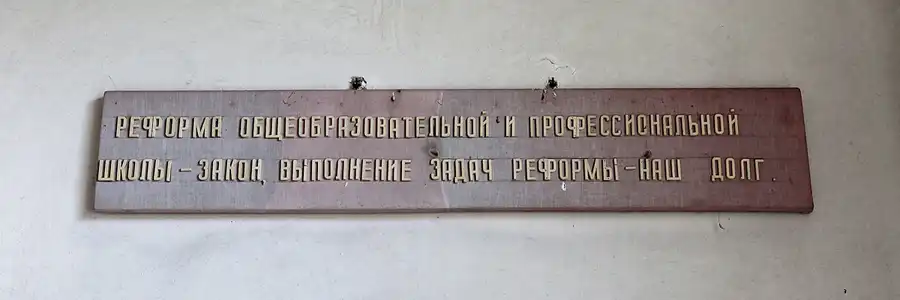 РЕФОРМА ОБЩЕОБРАЗОВАТЕЛЬНОЙ И ПРОФЕССИОНАЛЬНОЙ
ШКОЛЫ – ЗАКОН, ВЫПОЛНЕНИЕ ЗАДАЧ РЕФОРМЫ – НАШ ДОЛГ.